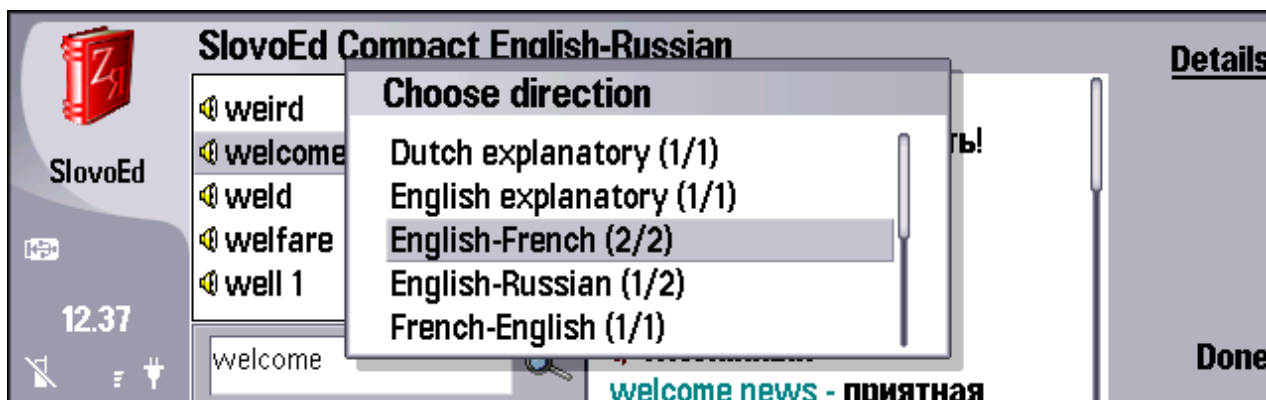 SlovoEd Compact English-Russian
Details
Choose direction
weird
welcome
weld
welfare
well 1
Dutch explanatory (1/1)
English explanatory (1/1)
English-French (2/2)
English-Russian (1/2)
French-English (1/1)
ть!
SlovoEd
12.37
welcome
welcome news - приятная
Done